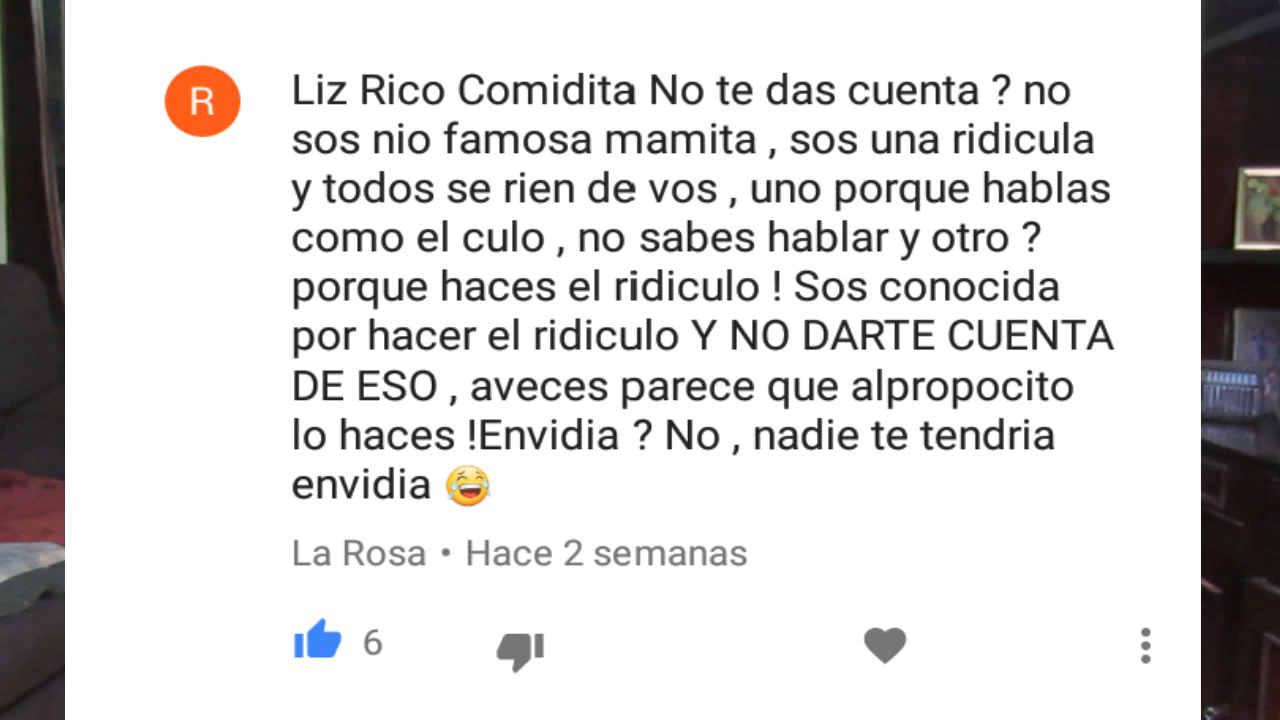 R
Liz Rico Comidita No te das cuenta ? no
sos nio famosa mamita , sos una ridicula
y todos se rien de vos , uno porque hablas
como el culo , no sabes hablar y otro ?
porque haces el ridiculo ! Sos conocida
por hacer el ridiculo Y NO DARTE CUENTA
DE ESO , aveces parece que alpropocito
lo haces !Envidia ? No , nadie te tendria
envidia 😂
La Rosa • Hace 2 semanas
6